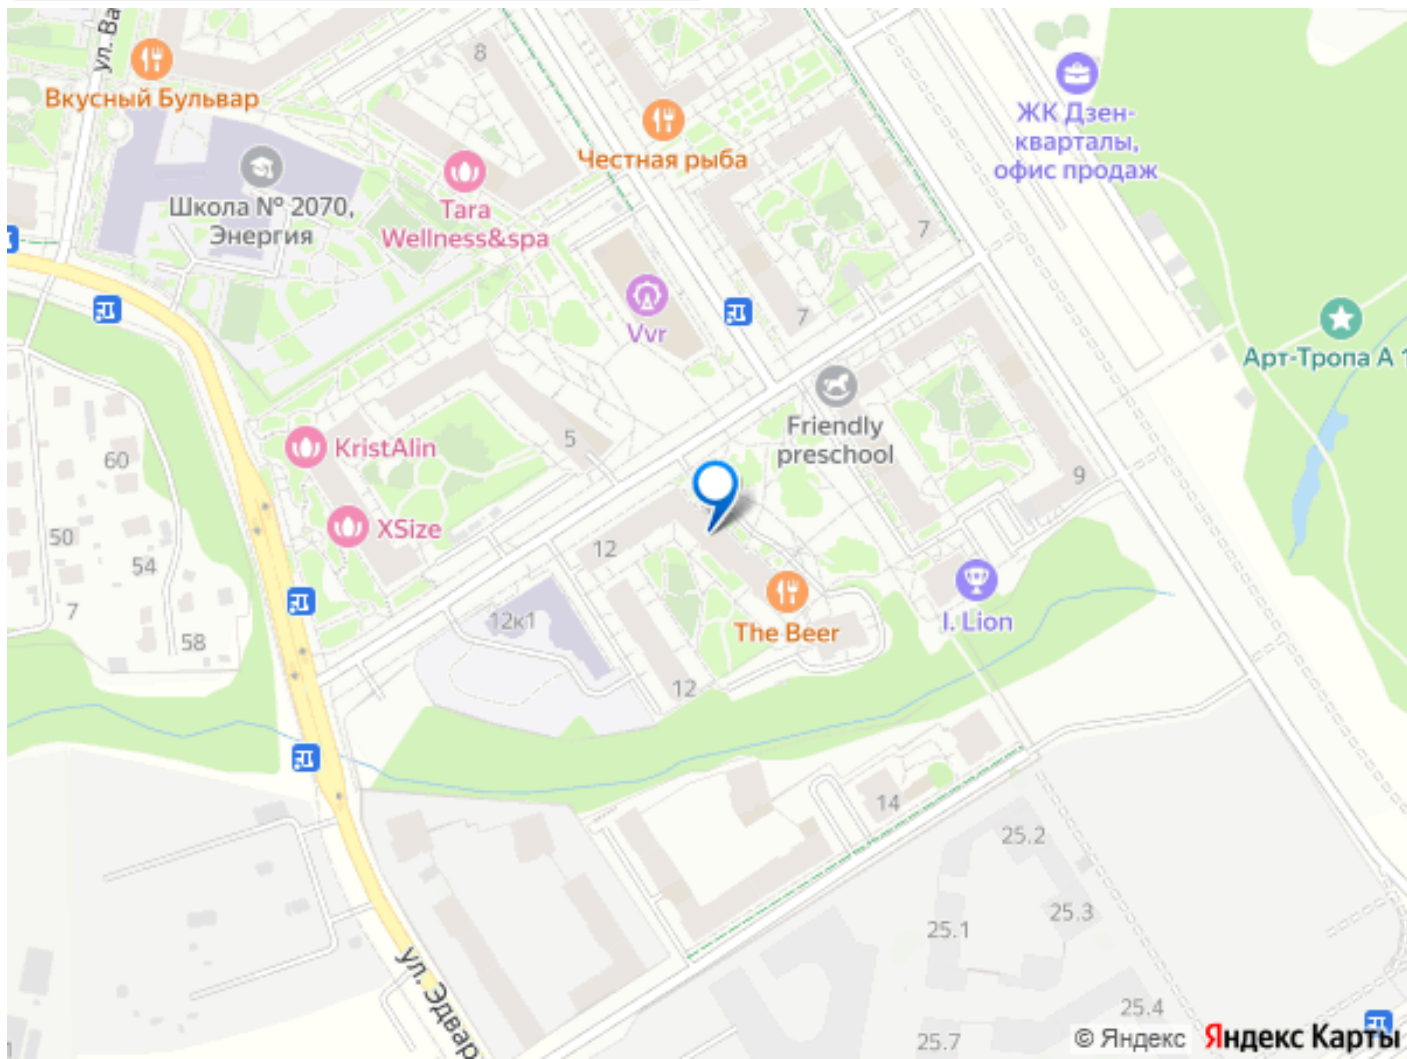 ул. Ва
8
Вкусный Бульвар
ЖК Дзен-
кварталы,
офис продаж
Честная рыба
Школа № 2070,
Энергия
Tara
Wellness&spa
7
Vvr
7
Арт-Тропа А 1
Friendly
preschool
5
KristAlin
60
9
XSize
50
12
54
7
12к1
The Beer
I. Lion
58
12
14
25.2
25.3
25.1
ул. Эдвар
25.4
25.7
© Яндекс Яндекс Карты